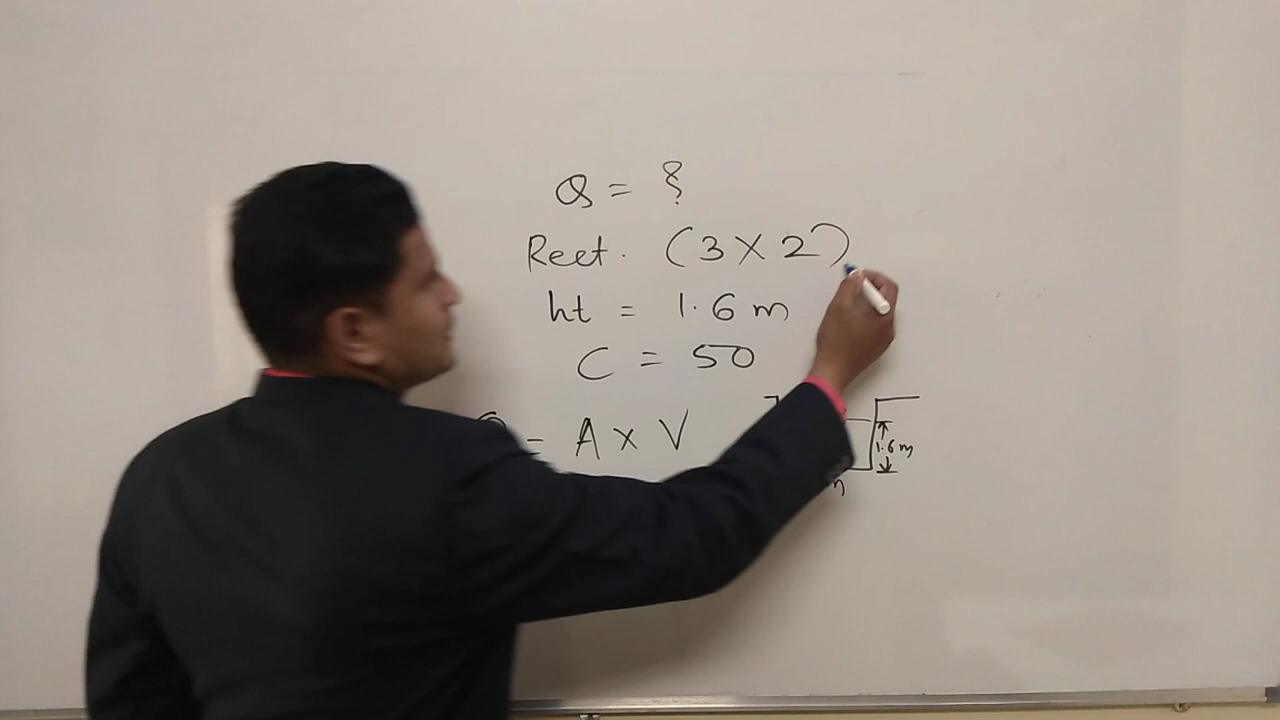 Q = ?
Rect. (3 X 2)
ht = 1.6 m
C = 50
= A x V
1.6 m